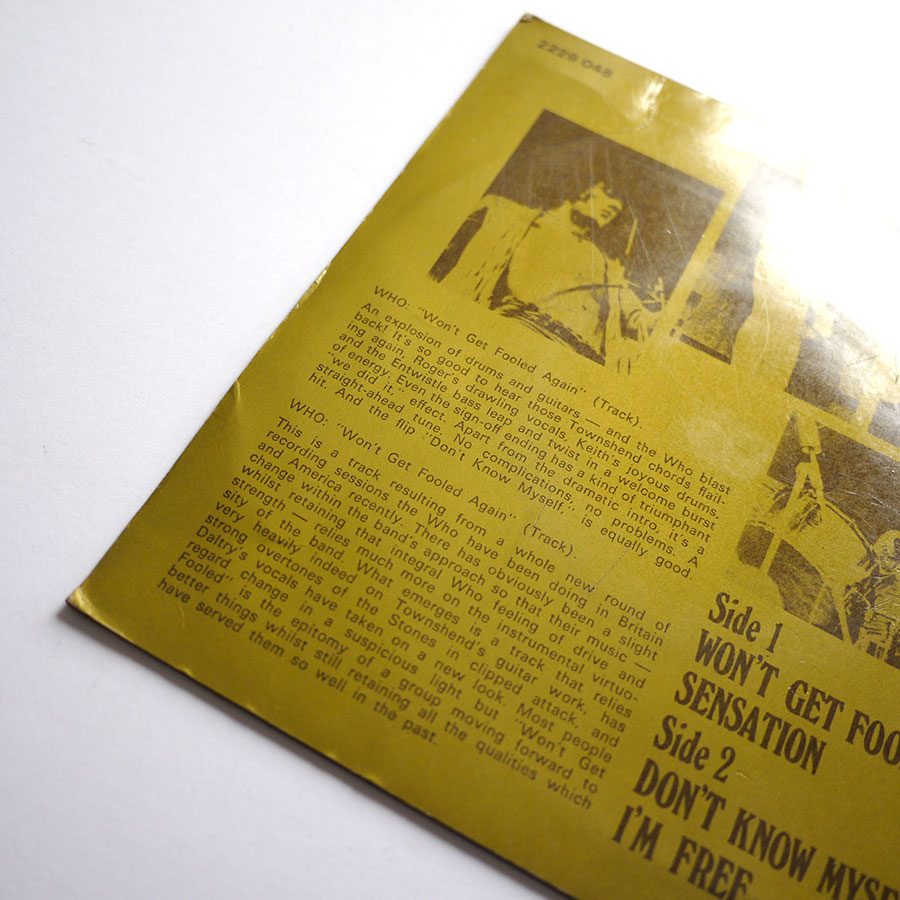 2229 048
WHO: "Won't Get Fooled Again" (Track).
An explosion of drums and guitars — and the Who blast
back! It's so good to hear those Townshend chords flail-
ing again, Roger's drawling vocals, Keith's joyous drums,
and the Entwistle bass leap and twist in a welcome burst
of energy. Even the sign-off ending has a kind of triumphant
"we did it," effect. Apart from the dramatic intro, it's a
straight-ahead tune. No complications, no problems. A
hit. And the flip "Don't Know Myself," is equally good.
WHO: "Won't Get Fooled Again" (Track).
This is a track resulting from a whole new round of
recording sessions the Who have been doing in Britain
and America recently. There has obviously been a slight
change within the band's approach so that their music —
whilst retaining that integral Who feeling of drive and
strength — relies much more on the instrumental virtuo-
sity of the band. What emerges is a track that relies
very heavily indeed on Townshend's guitar work, has
strong overtones of the Stones in clipped attack, and
Daltry's vocals have taken on a new look. Most people
regard change in a suspicious light but "Won't Get
Fooled" is the epitomy of a group moving forward to
better things whilst still retaining all the qualities which
have served them so well in the past.
Side 1
WON'T GET FOO
SENSATION
Side 2
DON'T KNOW MYSE
I'M FREE